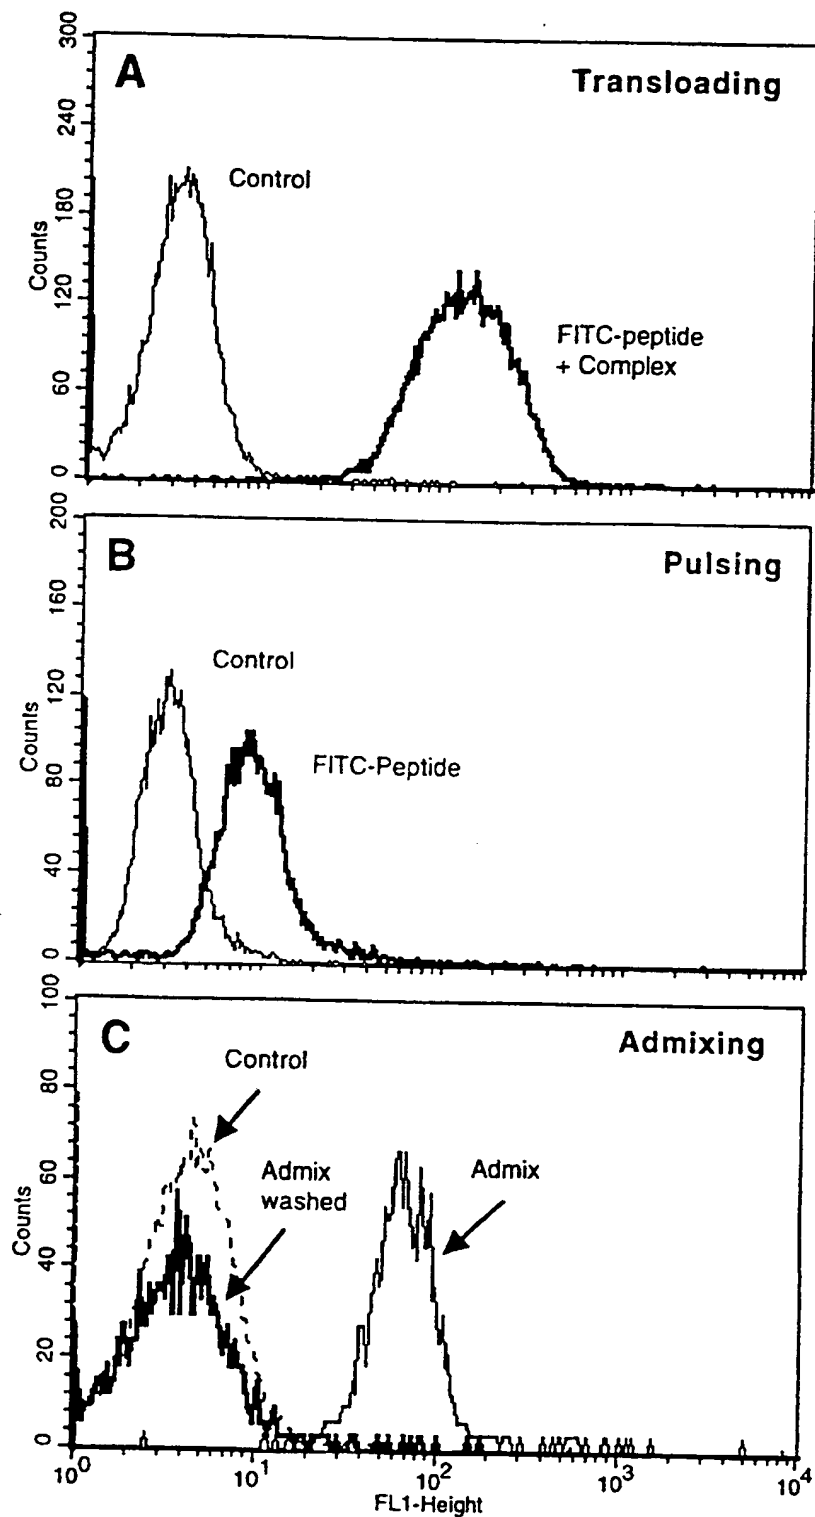 A
Transloading
300
240
180
120
60
0
Counts
Control
FITC-peptide
+ Complex
B
Pulsing
200
160
120
80
40
0
Counts
Control
FITC-Peptide
C
Admixing
100
80
60
40
20
0
Counts
Control
Admix
washed
Admix
10^0 10^1 10^2 10^3 10^4
FL1-Height